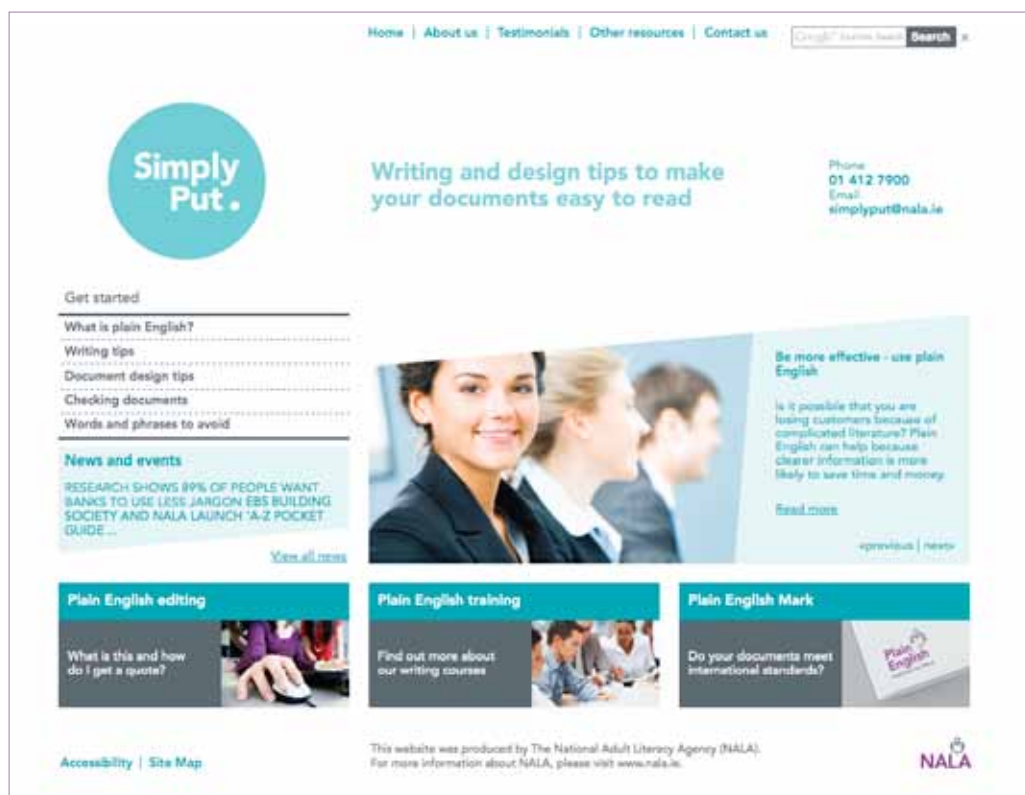 Home | About us | Testimonials | Other resources | Contact us
Google™ Custom Search Search x
Simply
Put.
Writing and design tips to make
your documents easy to read
Phone
01 412 7900
Email
simplyput@nala.ie
Get started
What is plain English?
Writing tips
Document design tips
Checking documents
Words and phrases to avoid
News and events
RESEARCH SHOWS 89% OF PEOPLE WANT
BANKS TO USE LESS JARGON EBS BUILDING
SOCIETY AND NALA LAUNCH 'A-Z POCKET
GUIDE...
View all news
Be more effective - use plain
English
Is it possible that you are
losing customers because of
complicated literature? Plain
English can help because
clearer information is more
likely to save time and money.
Read more
«previous | next»
Plain English editing
What is this and how
do I get a quote?
Plain English training
Find out more about
our writing courses
Plain English Mark
Do your documents meet
international standards?
Plain
English
Accessibility | Site Map
This website was produced by The National Adult Literacy Agency (NALA).
For more information about NALA, please visit www.nala.ie.
NALA